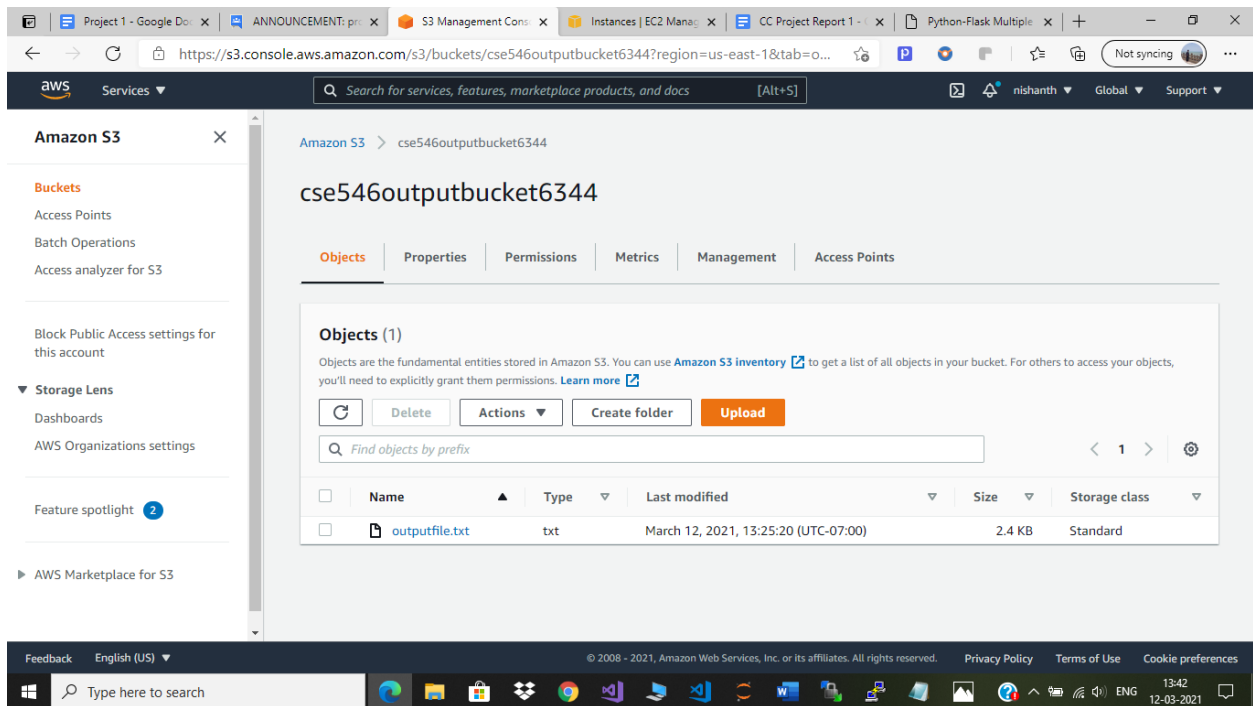 Project 1 - Google Do
ANNOUNCEMENT: pro
S3 Management Cons
Instances | EC2 Manag
CC Project Report 1 -
Python-Flask Multiple
https://s3.console.aws.amazon.com/s3/buckets/cse546outputbucket6344?region=us-east-1&tab=o...
Not syncing
aws
Services
Search for services, features, marketplace products, and docs [Alt+S]
nishanth
Global
Support
Amazon S3
Buckets
Access Points
Batch Operations
Access analyzer for S3
Block Public Access settings for
this account
Storage Lens
Dashboards
AWS Organizations settings
Feature spotlight 2
AWS Marketplace for S3
Amazon S3 > cse546outputbucket6344
cse546outputbucket6344
Objects Properties Permissions Metrics Management Access Points
Objects (1)
Objects are the fundamental entities stored in Amazon S3. You can use Amazon S3 inventory to get a list of all objects in your bucket. For others to access your objects,
you'll need to explicitly grant them permissions. Learn more
Delete Actions Create folder Upload
Find objects by prefix
1
Name Type Last modified Size Storage class
outputfile.txt txt March 12, 2021, 13:25:20 (UTC-07:00) 2.4 KB Standard
Feedback English (US) © 2008 - 2021, Amazon Web Services, Inc. or its affiliates. All rights reserved. Privacy Policy Terms of Use Cookie preferences
Type here to search
ENG
13:42
12-03-2021